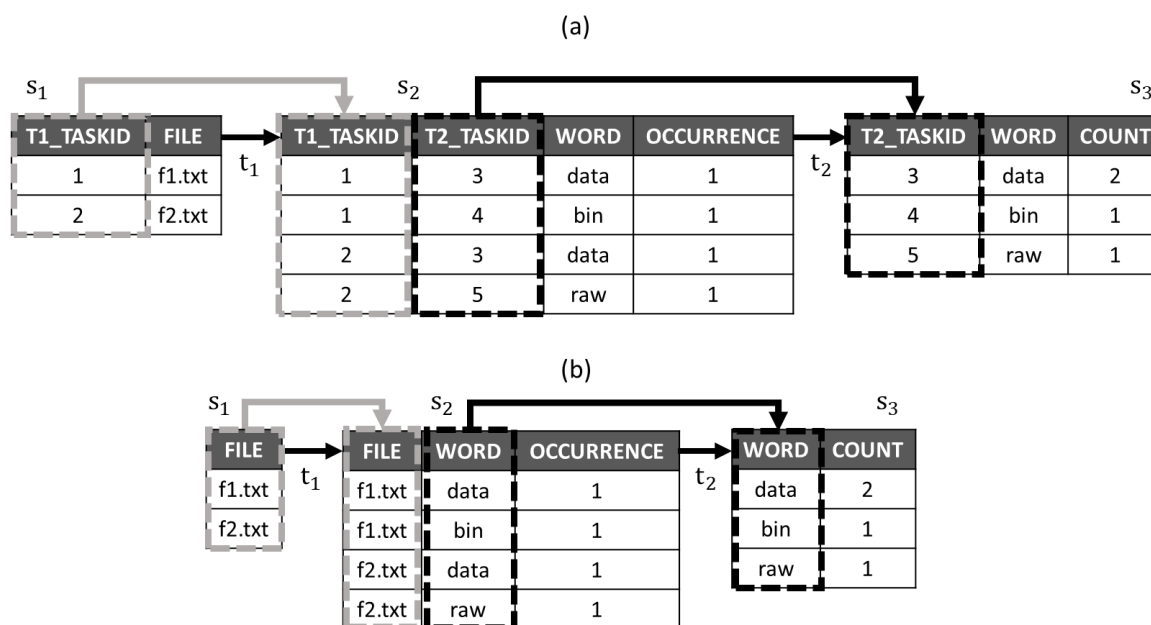 (a)
s1 s2 s3
T1_TASKID FILE t1 T1_TASKID T2_TASKID WORD OCCURRENCE t2 T2_TASKID WORD COUNT
1 f1.txt 1 3 data 1 3 data 2
2 f2.txt 1 4 bin 1 4 bin 1
2 3 data 1 5 raw 1
2 5 raw 1
(b)
s1 s2 s3
FILE t1 FILE WORD OCCURRENCE t2 WORD COUNT
f1.txt f1.txt data 1 data 2
f2.txt f1.txt bin 1 bin 1
f2.txt data 1 raw 1
f2.txt raw 1